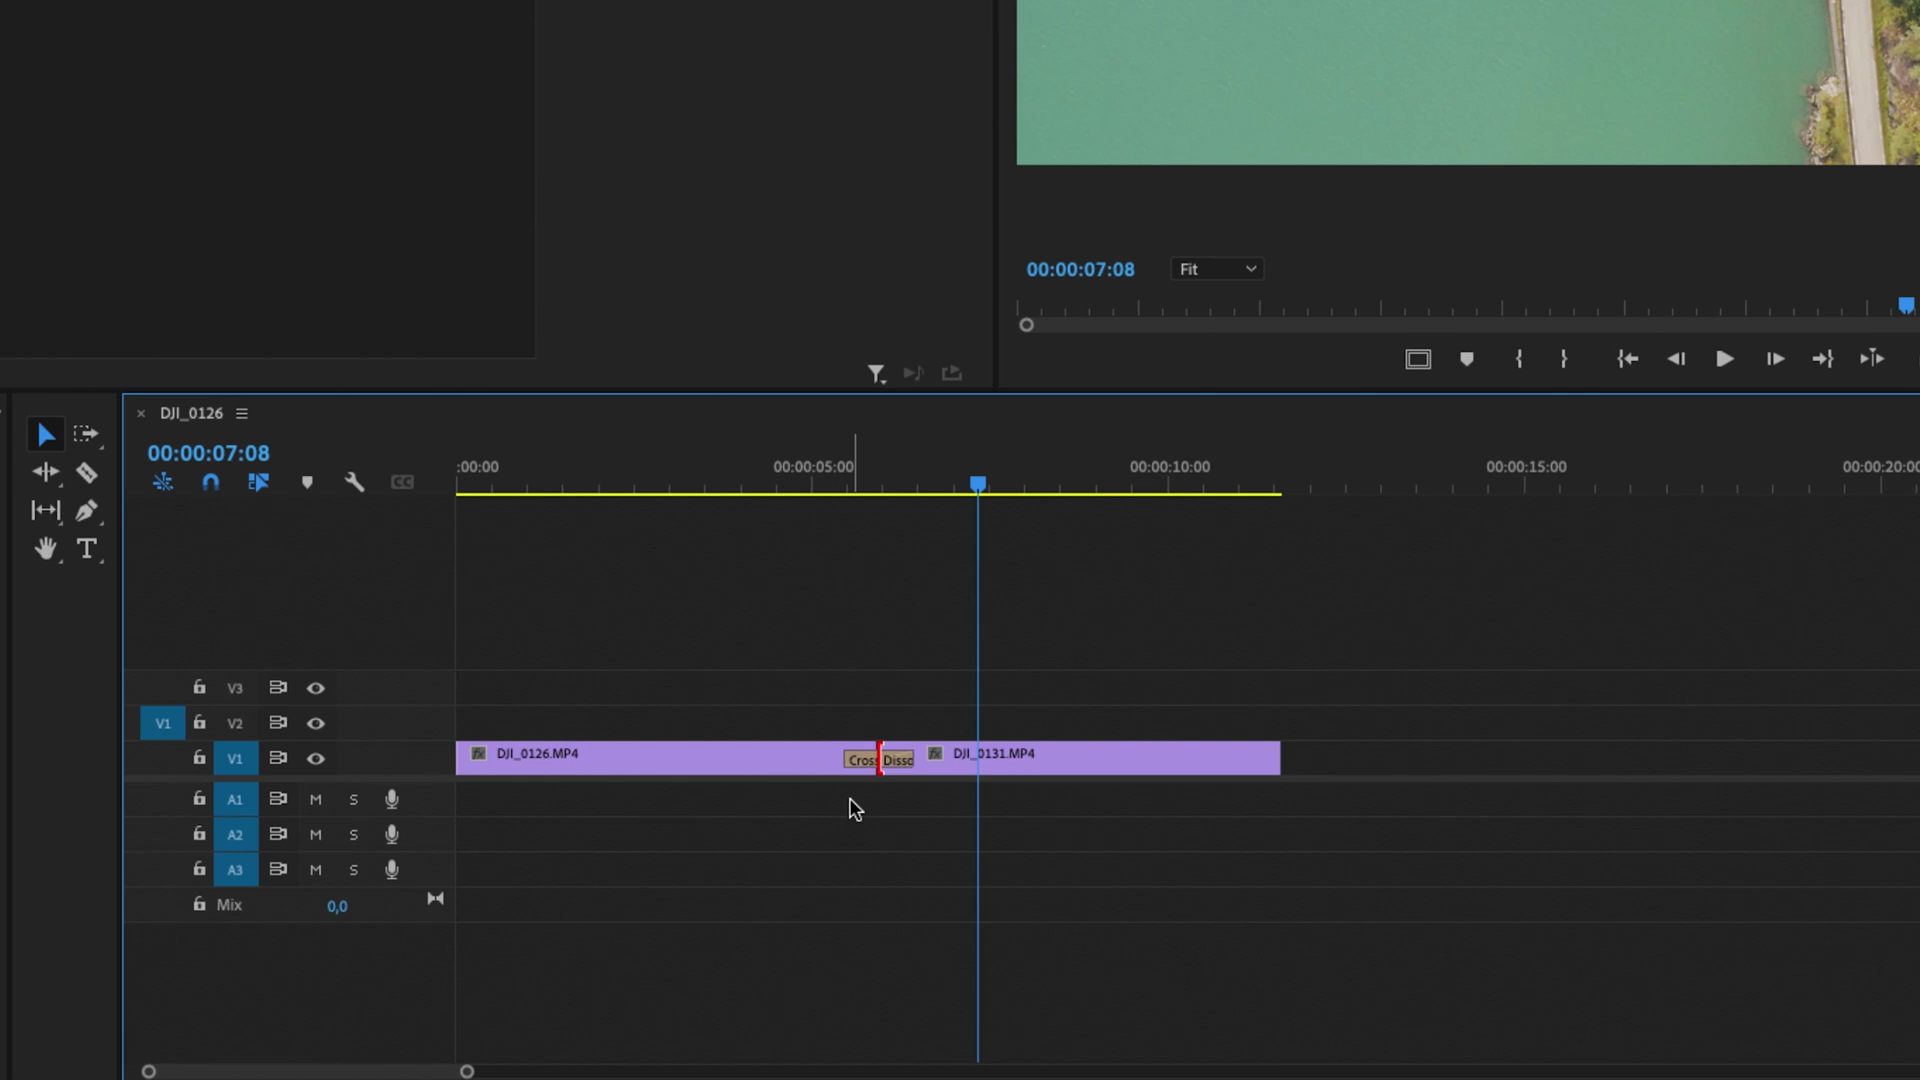 00:00:07:08 Fit
DJI_0126
00:00:07:08
:00:00 00:00:05:00 00:00:10:00 00:00:15:00 00:00:20:00
V3
V1 V2
V1 DJI_0126.MP4 Cross Disso DJI_0131.MP4
A1 M S
A2 M S
A3 M S
Mix 0,0